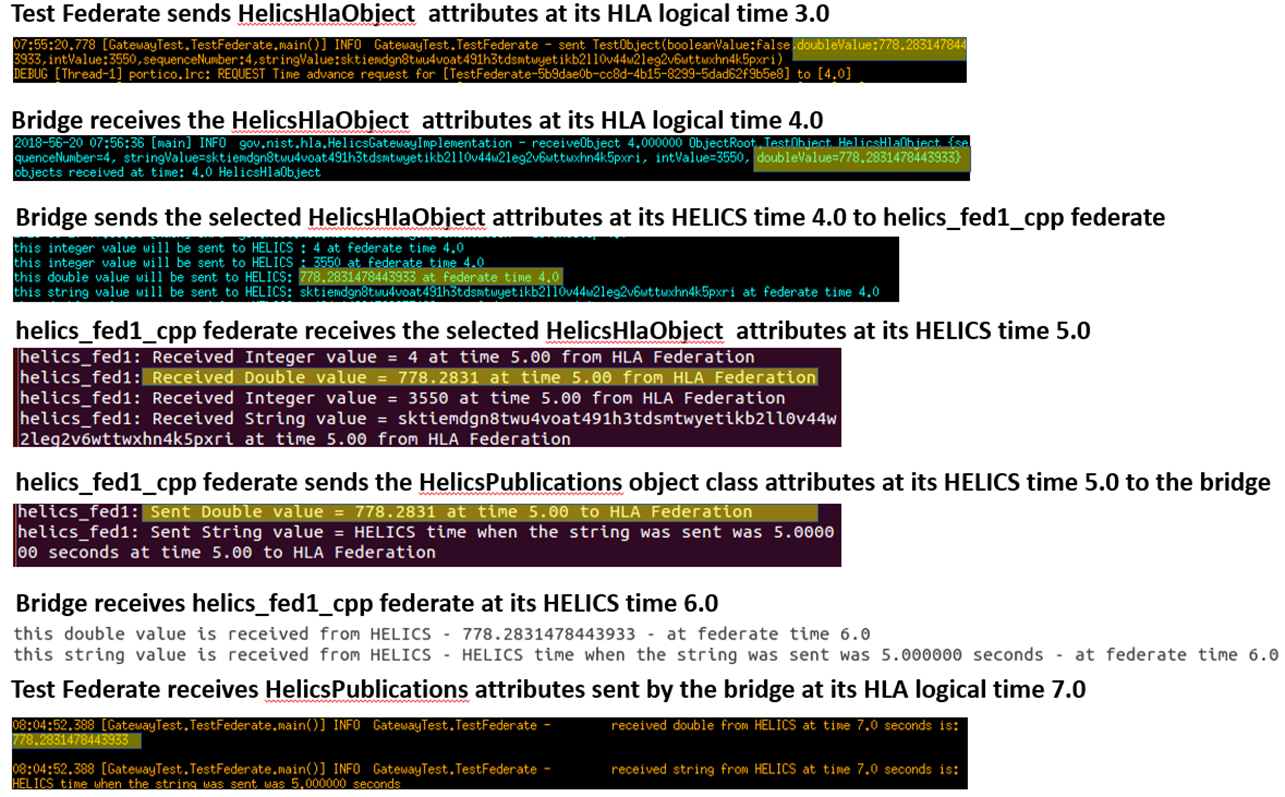 Test Federate sends HelicsHlaObject attributes at its HLA logical time 3.0
07:55:20.778 [GatewayTest.TestFederate.main()] INFO GatewayTest.TestFederate - sent TestObject(booleanValue:false,doubleValue:778.283147844
3933,intValue:3550,sequenceNumber:4,stringValue:sktiemdgn8twu4voat491h3tdsmtwyetikb2ll0v44w2leg2v6wttwxhn4k5pxri)
DEBUG [Thread-1] portico.lrc: REQUEST Time advance request for [TestFederate-5b9dae0b-cc8d-4b15-8299-5dad62f9b5e8] to [4.0]
Bridge receives the HelicsHlaObject attributes at its HLA logical time 4.0
2018-56-20 07:56:36 [main] INFO gov.nist.hla.HelicsGatewayImplementation - receiveObject 4.000000 ObjectRoot.TestObject HelicsHlaObject {se
quenceNumber=4, stringValue=sktiemdgn8twu4voat491h3tdsmtwyetikb2ll0v44w2leg2v6wttwxhn4k5pxri, intValue=3550, doubleValue=778.2831478443933}
objects received at time: 4.0 HelicsHlaObject
Bridge sends the selected HelicsHlaObject attributes at its HELICS time 4.0 to helics_fed1_cpp federate
this integer value will be sent to HELICS : 4 at federate time 4.0
this integer value will be sent to HELICS : 3550 at federate time 4.0
this double value will be sent to HELICS: 778.2831478443933 at federate time 4.0
this string value will be sent to HELICS: sktiemdgn8twu4voat491h3tdsmtwyetikb2ll0v44w2leg2v6wttwxhn4k5pxri at federate time 4.0
helics_fed1_cpp federate receives the selected HelicsHlaObject attributes at its HELICS time 5.0
helics_fed1: Received Integer value = 4 at time 5.00 from HLA Federation
helics_fed1: Received Double value = 778.2831 at time 5.00 from HLA Federation
helics_fed1: Received Integer value = 3550 at time 5.00 from HLA Federation
helics_fed1: Received String value = sktiemdgn8twu4voat491h3tdsmtwyetikb2ll0v44w
2leg2v6wttwxhn4k5pxri at time 5.00 from HLA Federation
helics_fed1_cpp federate sends the HelicsPublications object class attributes at its HELICS time 5.0 to the bridge
helics_fed1: Sent Double value = 778.2831 at time 5.00 to HLA Federation
helics_fed1: Sent String value = HELICS time when the string was sent was 5.0000
00 seconds at time 5.00 to HLA Federation
Bridge receives helics_fed1_cpp federate at its HELICS time 6.0
this double value is received from HELICS - 778.2831478443933 - at federate time 6.0
this string value is received from HELICS - HELICS time when the string was sent was 5.000000 seconds - at federate time 6.0
Test Federate receives HelicsPublications attributes sent by the bridge at its HLA logical time 7.0
08:04:52.388 [GatewayTest.TestFederate.main()] INFO GatewayTest.TestFederate - received double from HELICS at time 7.0 seconds is:
778.2831478443933
08:04:52.388 [GatewayTest.TestFederate.main()] INFO GatewayTest.TestFederate - received string from HELICS at time 7.0 seconds is:
HELICS time when the string was sent was 5.000000 seconds